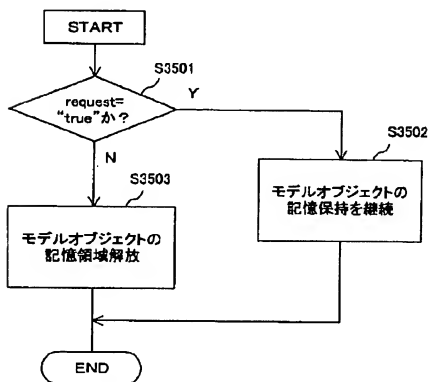 START
S3501
request=
“true”か？
Y
N
S3502
モデルオブジェクトの
記憶保持を継続
S3503
モデルオブジェクトの
記憶領域解放
END